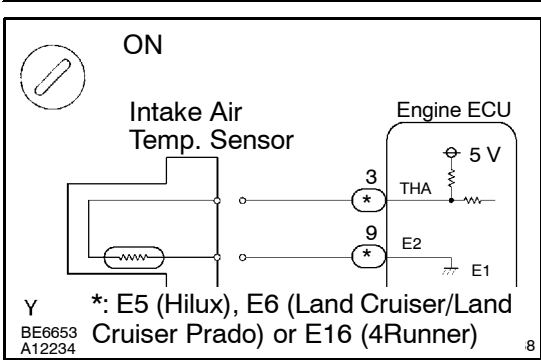 ON
Intake Air
Temp. Sensor
Engine ECU
5 V
3
*
THA
9
*
E2
E1
Y
*: E5 (Hilux), E6 (Land Cruiser/Land
Cruiser Prado) or E16 (4Runner)
BE6653
A12234